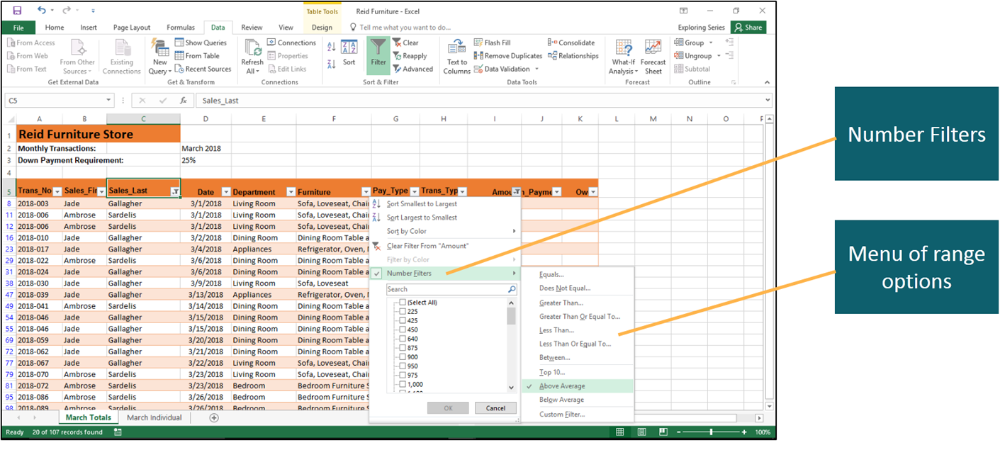 Table Tools Reid Furniture - Excel
File Home Insert Page Layout Formulas Data Review View Design Tell me what you want to do... Exploring Series Share
From Access
From Web
From Text
From Other Sources
Existing Connections
Get External Data
New Query
Show Queries
From Table
Recent Sources
Get & Transform
Refresh All
Connections
Properties
Edit Links
Connections
Sort
Filter
Clear
Reapply
Advanced
Sort & Filter
Text to Columns
Flash Fill
Remove Duplicates
Data Validation
Consolidate
Relationships
Data Tools
What-If Analysis
Forecast Sheet
Forecast
Group
Ungroup
Subtotal
Outline
C5 fx Sales_Last
A B C D E F G H I J K L M N O
1 Reid Furniture Store
2 Monthly Transactions: March 2018
3 Down Payment Requirement: 25%
4
5 Trans_No Sales_Fir Sales_Last Date Department Furniture Pay_Type Trans_Typ Amou n_Payme Ow
8 2018-003 Jade Gallagher 3/1/2018 Living Room Sofa, Loveseat, Chai
11 2018-006 Ambrose Sardelis 3/1/2018 Living Room Sofa, Loveseat, Chai
12 2018-006 Ambrose Sardelis 3/1/2018 Living Room Sofa, Loveseat, Chai
16 2018-010 Jade Gallagher 3/2/2018 Dining Room Dining Room Table a
23 2018-017 Jade Gallagher 3/4/2018 Appliances Refrigerator, Oven,
29 2018-022 Ambrose Sardelis 3/6/2018 Dining Room Dining Room Table a
31 2018-024 Jade Gallagher 3/6/2018 Dining Room Dining Room Table a
38 2018-030 Jade Gallagher 3/9/2018 Living Room Sofa, Loveseat
47 2018-039 Jade Gallagher 3/13/2018 Appliances Refrigerator, Oven,
49 2018-041 Ambrose Sardelis 3/14/2018 Dining Room Dining Room Table a
54 2018-046 Jade Gallagher 3/15/2018 Dining Room Dining Room Table a
55 2018-046 Jade Gallagher 3/15/2018 Dining Room Dining Room Table a
69 2018-059 Jade Gallagher 3/20/2018 Dining Room Dining Room Table a
72 2018-062 Jade Gallagher 3/21/2018 Dining Room Dining Room Table a
77 2018-067 Jade Gallagher 3/22/2018 Living Room Sofa, Loveseat, Chai
79 2018-070 Ambrose Sardelis 3/23/2018 Living Room Sofa, Loveseat, Chai
81 2018-072 Ambrose Sardelis 3/23/2018 Bedroom Bedroom Furniture S
95 2018-086 Ambrose Sardelis 3/26/2018 Bedroom Bedroom Furniture S
98 2018-089 Ambrose Sardelis 3/26/2018 Bedroom Bedroom Furniture S
Sort Smallest to Largest
Sort Largest to Smallest
Sort by Color
Clear Filter From "Amount"
Filter by Color
Number Filters
Search
(Select All)
225
425
450
640
875
900
950
975
1,000
OK Cancel
Equals...
Does Not Equal...
Greater Than...
Greater Than Or Equal To...
Less Than...
Less Than Or Equal To...
Between...
Top 10...
Above Average
Below Average
Custom Filter...
March Totals March Individual
Ready 20 of 107 records found 100%
Number Filters
Menu of range
options